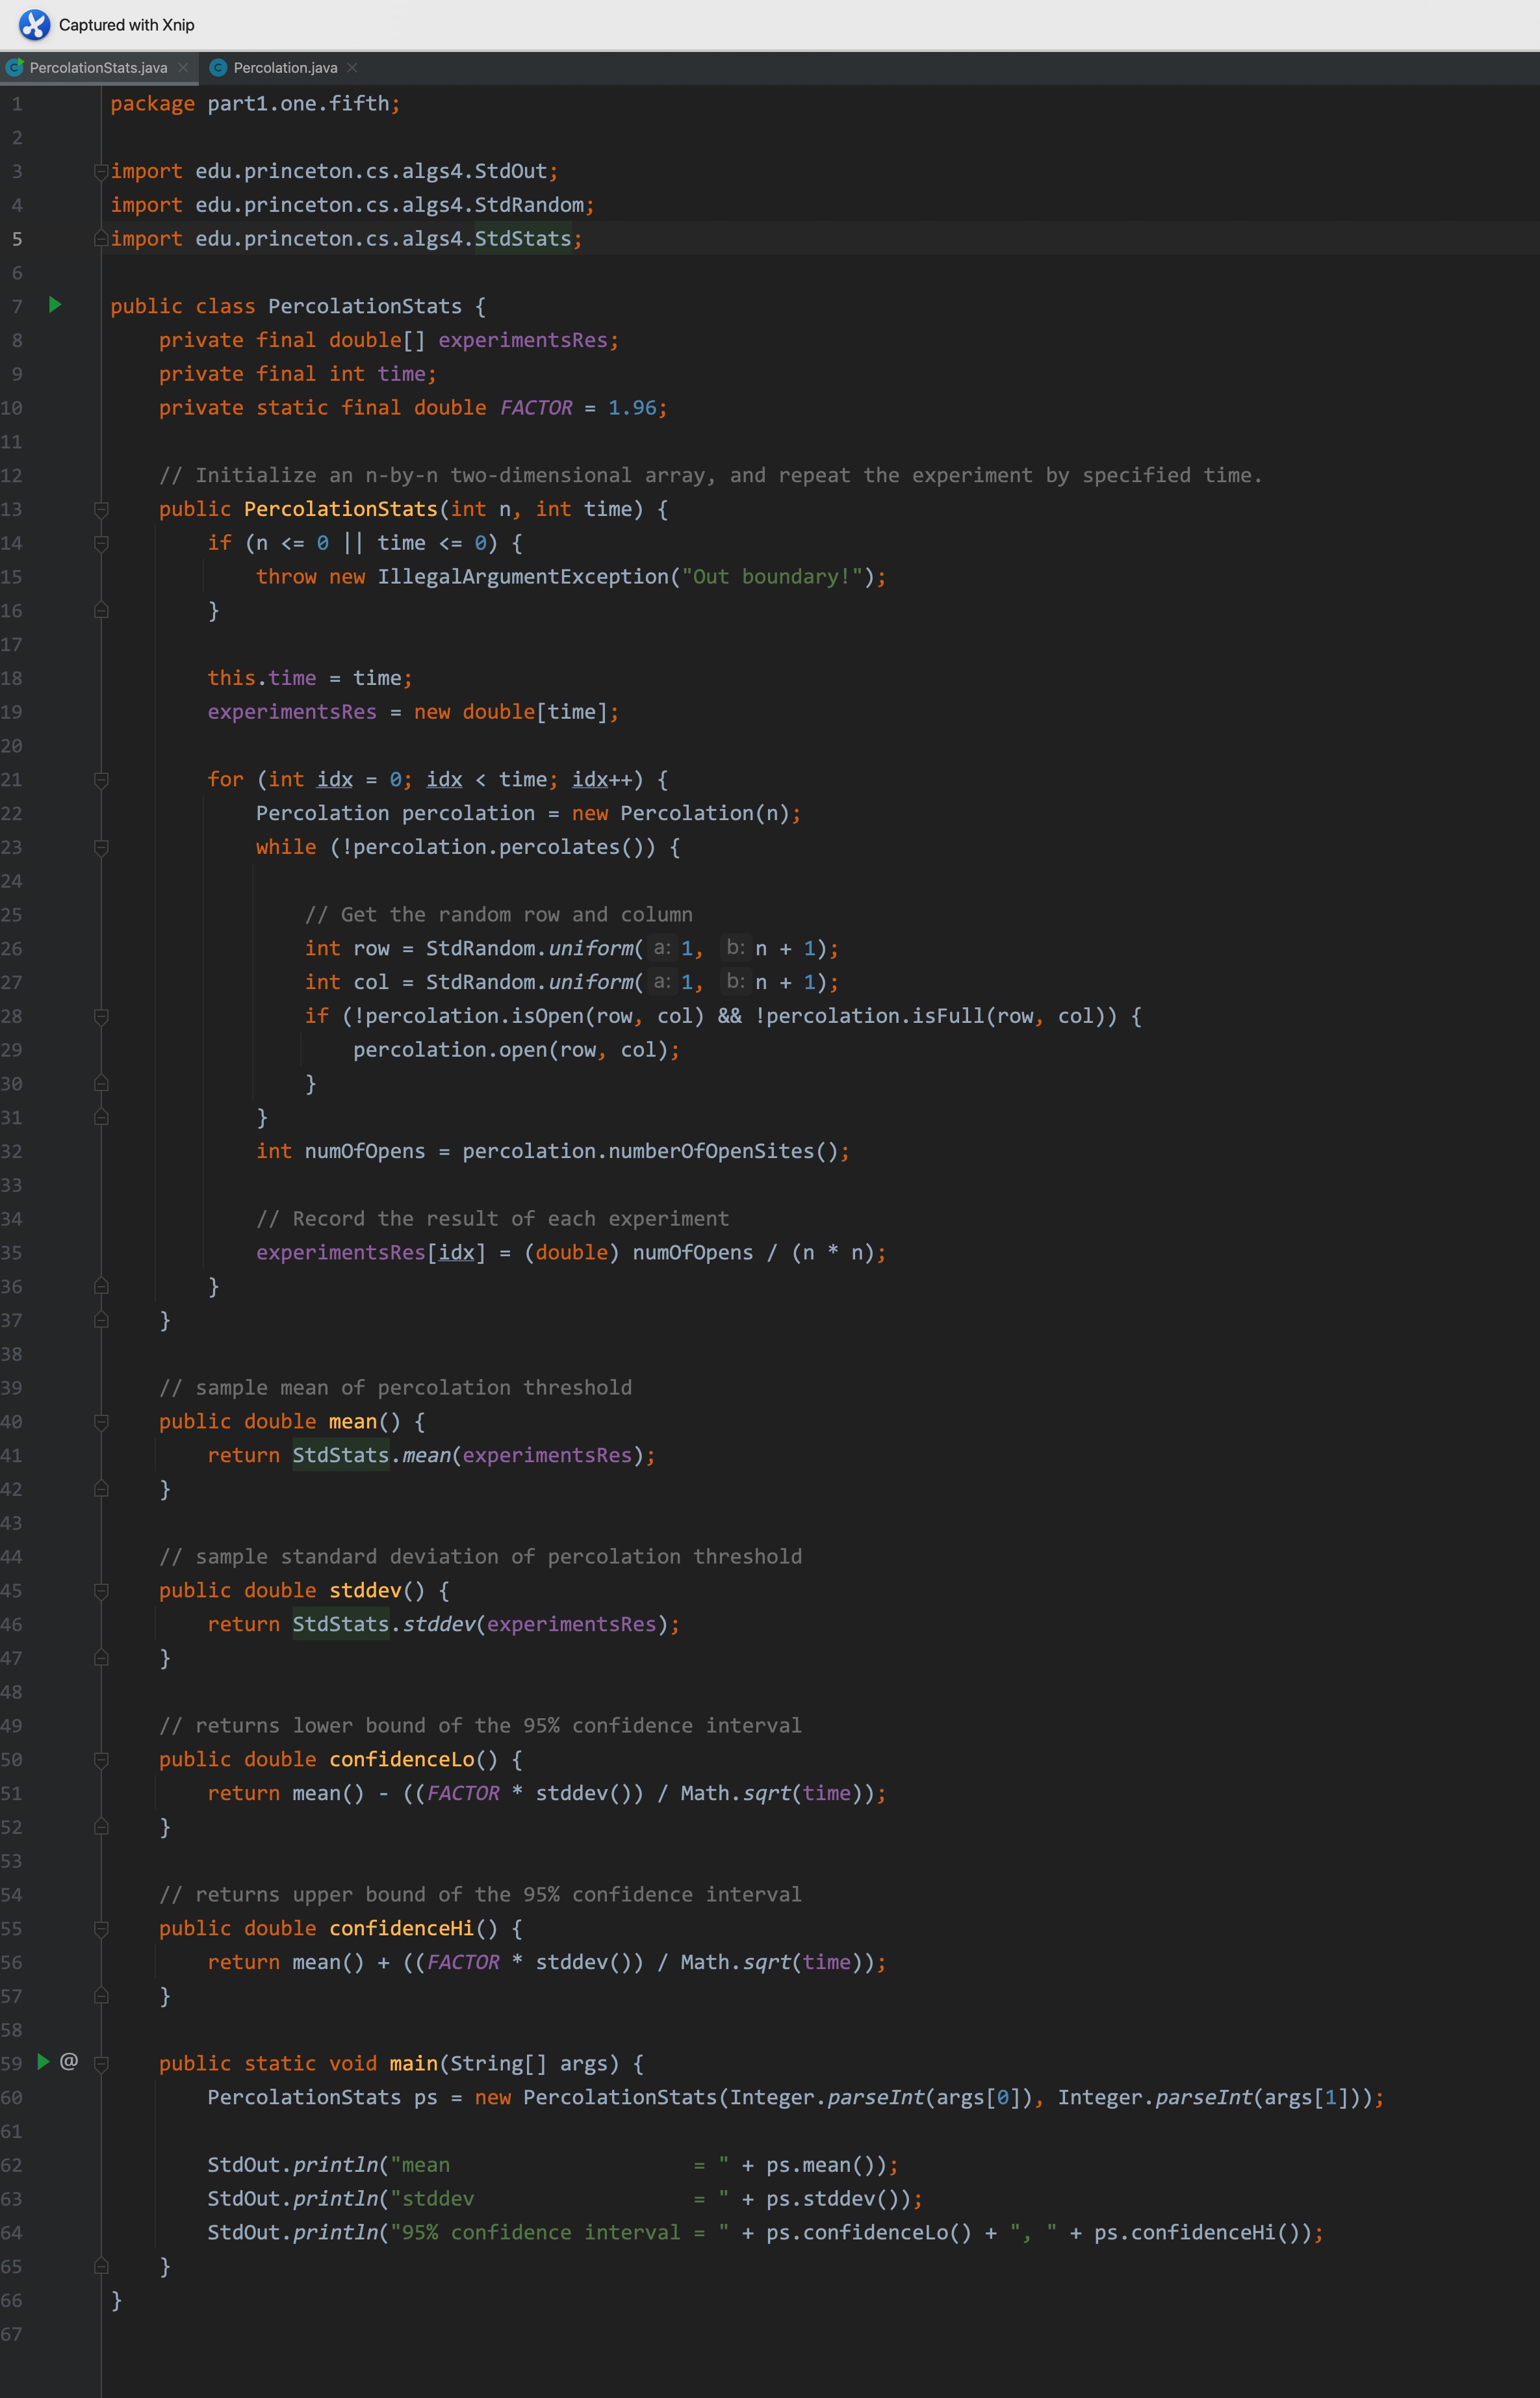 Captured with Xnip
PercolationStats.java Percolation.java
1 package part1.one.fifth;
2
3 import edu.princeton.cs.algs4.StdOut;
4 import edu.princeton.cs.algs4.StdRandom;
5 import edu.princeton.cs.algs4.StdStats;
6
7 public class PercolationStats {
8     private final double[] experimentsRes;
9     private final int time;
10     private static final double FACTOR = 1.96;
11
12     // Initialize an n-by-n two-dimensional array, and repeat the experiment by specified time.
13     public PercolationStats(int n, int time) {
14         if (n <= 0 || time <= 0) {
15             throw new IllegalArgumentException("Out boundary!");
16         }
17
18         this.time = time;
19         experimentsRes = new double[time];
20
21         for (int idx = 0; idx < time; idx++) {
22             Percolation percolation = new Percolation(n);
23             while (!percolation.percolates()) {
24
25                 // Get the random row and column
26                 int row = StdRandom.uniform( a: 1, b: n + 1);
27                 int col = StdRandom.uniform( a: 1, b: n + 1);
28                 if (!percolation.isOpen(row, col) && !percolation.isFull(row, col)) {
29                     percolation.open(row, col);
30                 }
31             }
32             int numOfOpens = percolation.numberOfOpenSites();
33
34             // Record the result of each experiment
35             experimentsRes[idx] = (double) numOfOpens / (n * n);
36         }
37     }
38
39     // sample mean of percolation threshold
40     public double mean() {
41         return StdStats.mean(experimentsRes);
42     }
43
44     // sample standard deviation of percolation threshold
45     public double stddev() {
46         return StdStats.stddev(experimentsRes);
47     }
48
49     // returns lower bound of the 95% confidence interval
50     public double confidenceLo() {
51         return mean() - ((FACTOR * stddev()) / Math.sqrt(time));
52     }
53
54     // returns upper bound of the 95% confidence interval
55     public double confidenceHi() {
56         return mean() + ((FACTOR * stddev()) / Math.sqrt(time));
57     }
58
59 @     public static void main(String[] args) {
60         PercolationStats ps = new PercolationStats(Integer.parseInt(args[0]), Integer.parseInt(args[1]));
61
62         StdOut.println("mean                    = " + ps.mean());
63         StdOut.println("stddev                  = " + ps.stddev());
64         StdOut.println("95% confidence interval = " + ps.confidenceLo() + ", " + ps.confidenceHi());
65     }
66 }
67